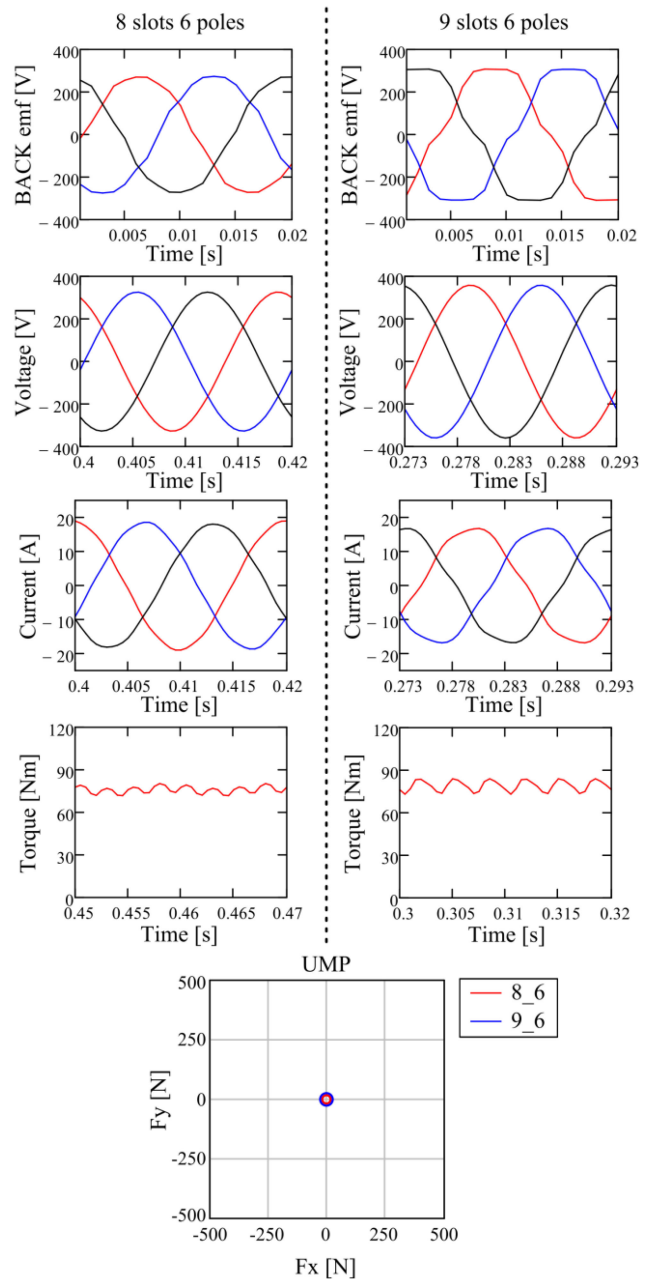 8 slots 6 poles
9 slots 6 poles
BACK emf [V]
400
200
0
− 200
− 400
0.005 0.01 0.015 0.02
Time [s]
BACK emf [V]
400
200
0
− 200
− 400
0.005 0.01 0.015 0.02
Time [s]
Voltage [V]
400
200
0
− 200
− 400
0.4 0.405 0.41 0.415 0.42
Time [s]
Voltage [V]
400
200
0
− 200
− 400
0.273 0.278 0.283 0.288 0.293
Time [s]
Current [A]
20
10
0
− 10
− 20
0.4 0.405 0.41 0.415 0.42
Time [s]
Current [A]
20
10
0
− 10
− 20
0.273 0.278 0.283 0.288 0.293
Time [s]
Torque [Nm]
120
90
60
30
0
0.45 0.455 0.46 0.465 0.47
Time [s]
Torque [Nm]
120
90
60
30
0
0.3 0.305 0.31 0.315 0.32
Time [s]
UMP
Fy [N]
500
250
0
-250
-500
-500 -250 0 250 500
Fx [N]
8_6
9_6